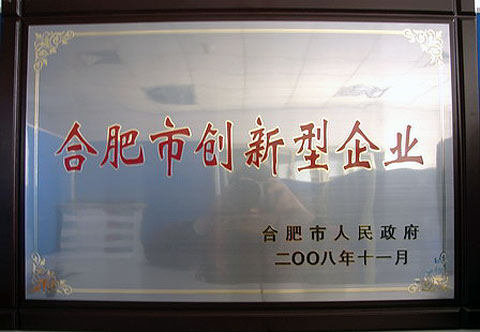 合肥市创新型企业
合肥市人民政府
二〇〇八年十一月